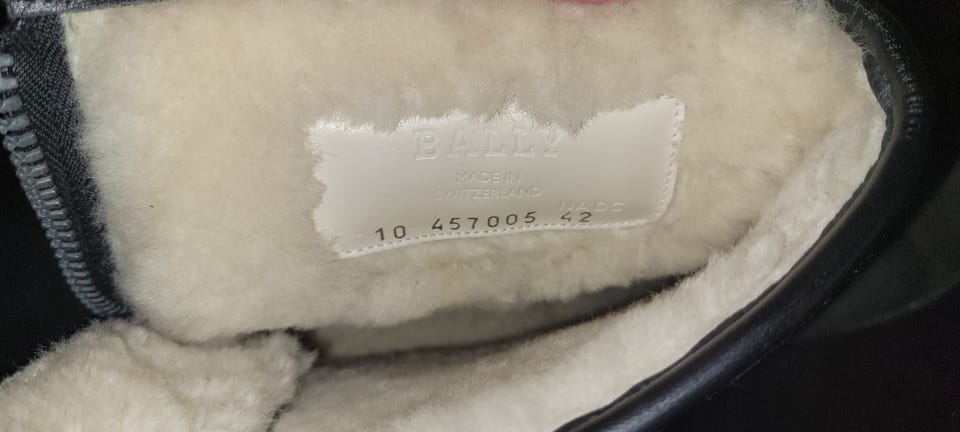 BALLY
MADE IN
SWITZERLAND
10 457005 42